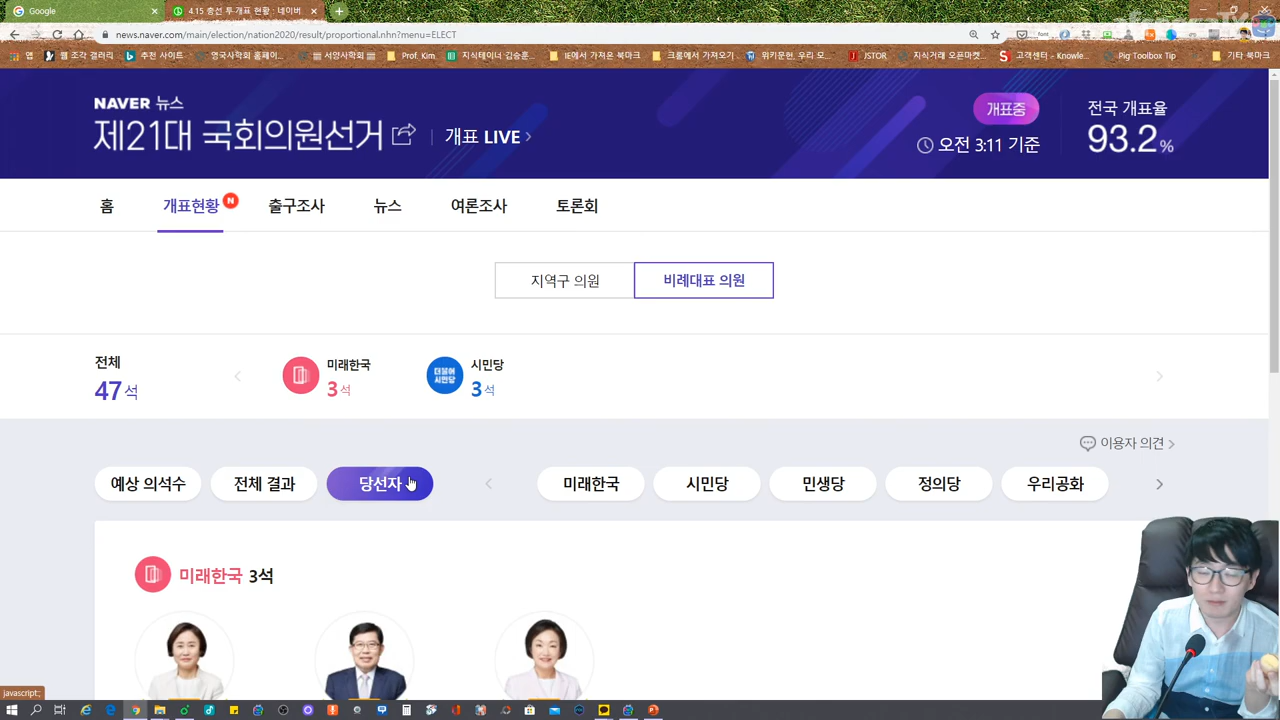 Google
4.15 총선 투·개표 현황 : 네이버
news.naver.com/main/election/nation2020/result/proportional.nhn?menu=ELECT
앱
웹 조각 갤러리
추천 사이트
영국사학회 홈페이...
서양사학회
Prof. Kim
지식테이너 김승훈...
IE에서 가져온 북마크
크롬에서 가져오기
위키문헌, 우리 모...
JSTOR
지식거래 오픈마켓...
고객센터 - Knowle...
Pig Toolbox Tip
기타 북마크
NAVER 뉴스
제21대 국회의원선거
개표 LIVE
개표중
오전 3:11 기준
전국 개표율
93.2%
홈
개표현황
N
출구조사
뉴스
여론조사
토론회
지역구 의원
비례대표 의원
전체
47석
미래한국
3석
더불어
시민당
시민당
3석
이용자 의견
예상 의석수
전체 결과
당선자
미래한국
시민당
민생당
정의당
우리공화
미래한국 3석
javascript:;